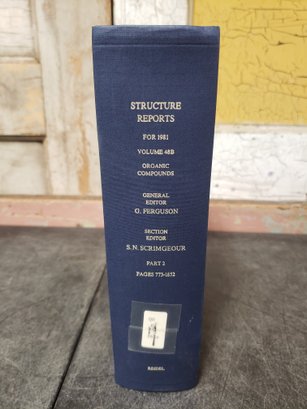 STRUCTURE
REPORTS
FOR 1981
VOLUME 48B
ORGANIC
COMPOUNDS
GENERAL
EDITOR
G. FERGUSON
SECTION
EDITOR
S.N. SCRIMGEOUR
PART 2
PAGES 773-1632
REIDEL